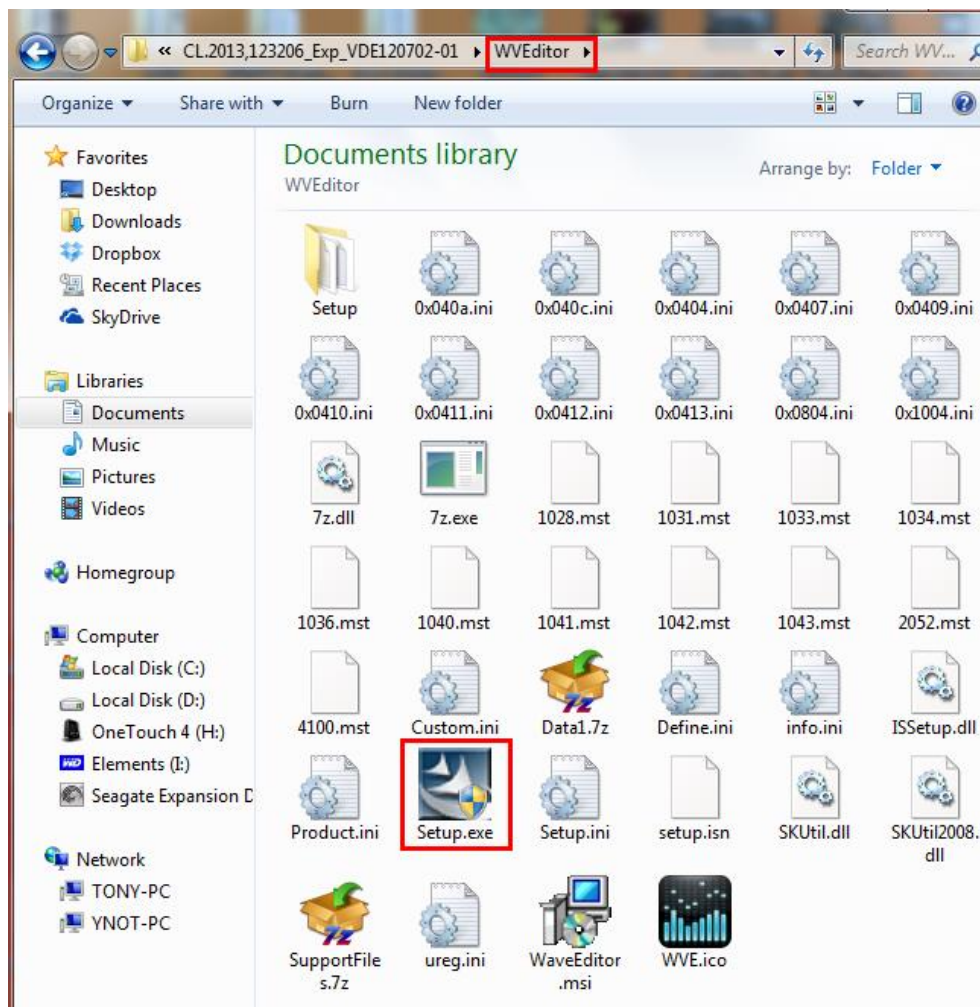 « CL.2013,123206_Exp_VDE120702-01 ▸ WVEditor ▸ Search WV...
Organize Share with Burn New folder
Favorites
Desktop
Downloads
Dropbox
Recent Places
SkyDrive
Libraries
Documents
Music
Pictures
Videos
Homegroup
Computer
Local Disk (C:)
Local Disk (D:)
OneTouch 4 (H:)
Elements (I:)
Seagate Expansion D
Network
TONY-PC
YNOT-PC
Documents library
WVEditor
Arrange by: Folder
Setup 0x040a.ini 0x040c.ini 0x0404.ini 0x0407.ini 0x0409.ini
0x0410.ini 0x0411.ini 0x0412.ini 0x0413.ini 0x0804.ini 0x1004.ini
7z.dll 7z.exe 1028.mst 1031.mst 1033.mst 1034.mst
1036.mst 1040.mst 1041.mst 1042.mst 1043.mst 2052.mst
7z
4100.mst Custom.ini Data1.7z Define.ini info.ini ISSetup.dll
Product.ini Setup.exe Setup.ini setup.isn SKUtil.dll SKUtil2008.
dll
7z
SupportFile ureg.ini WaveEditor WVE.ico
s.7z .msi